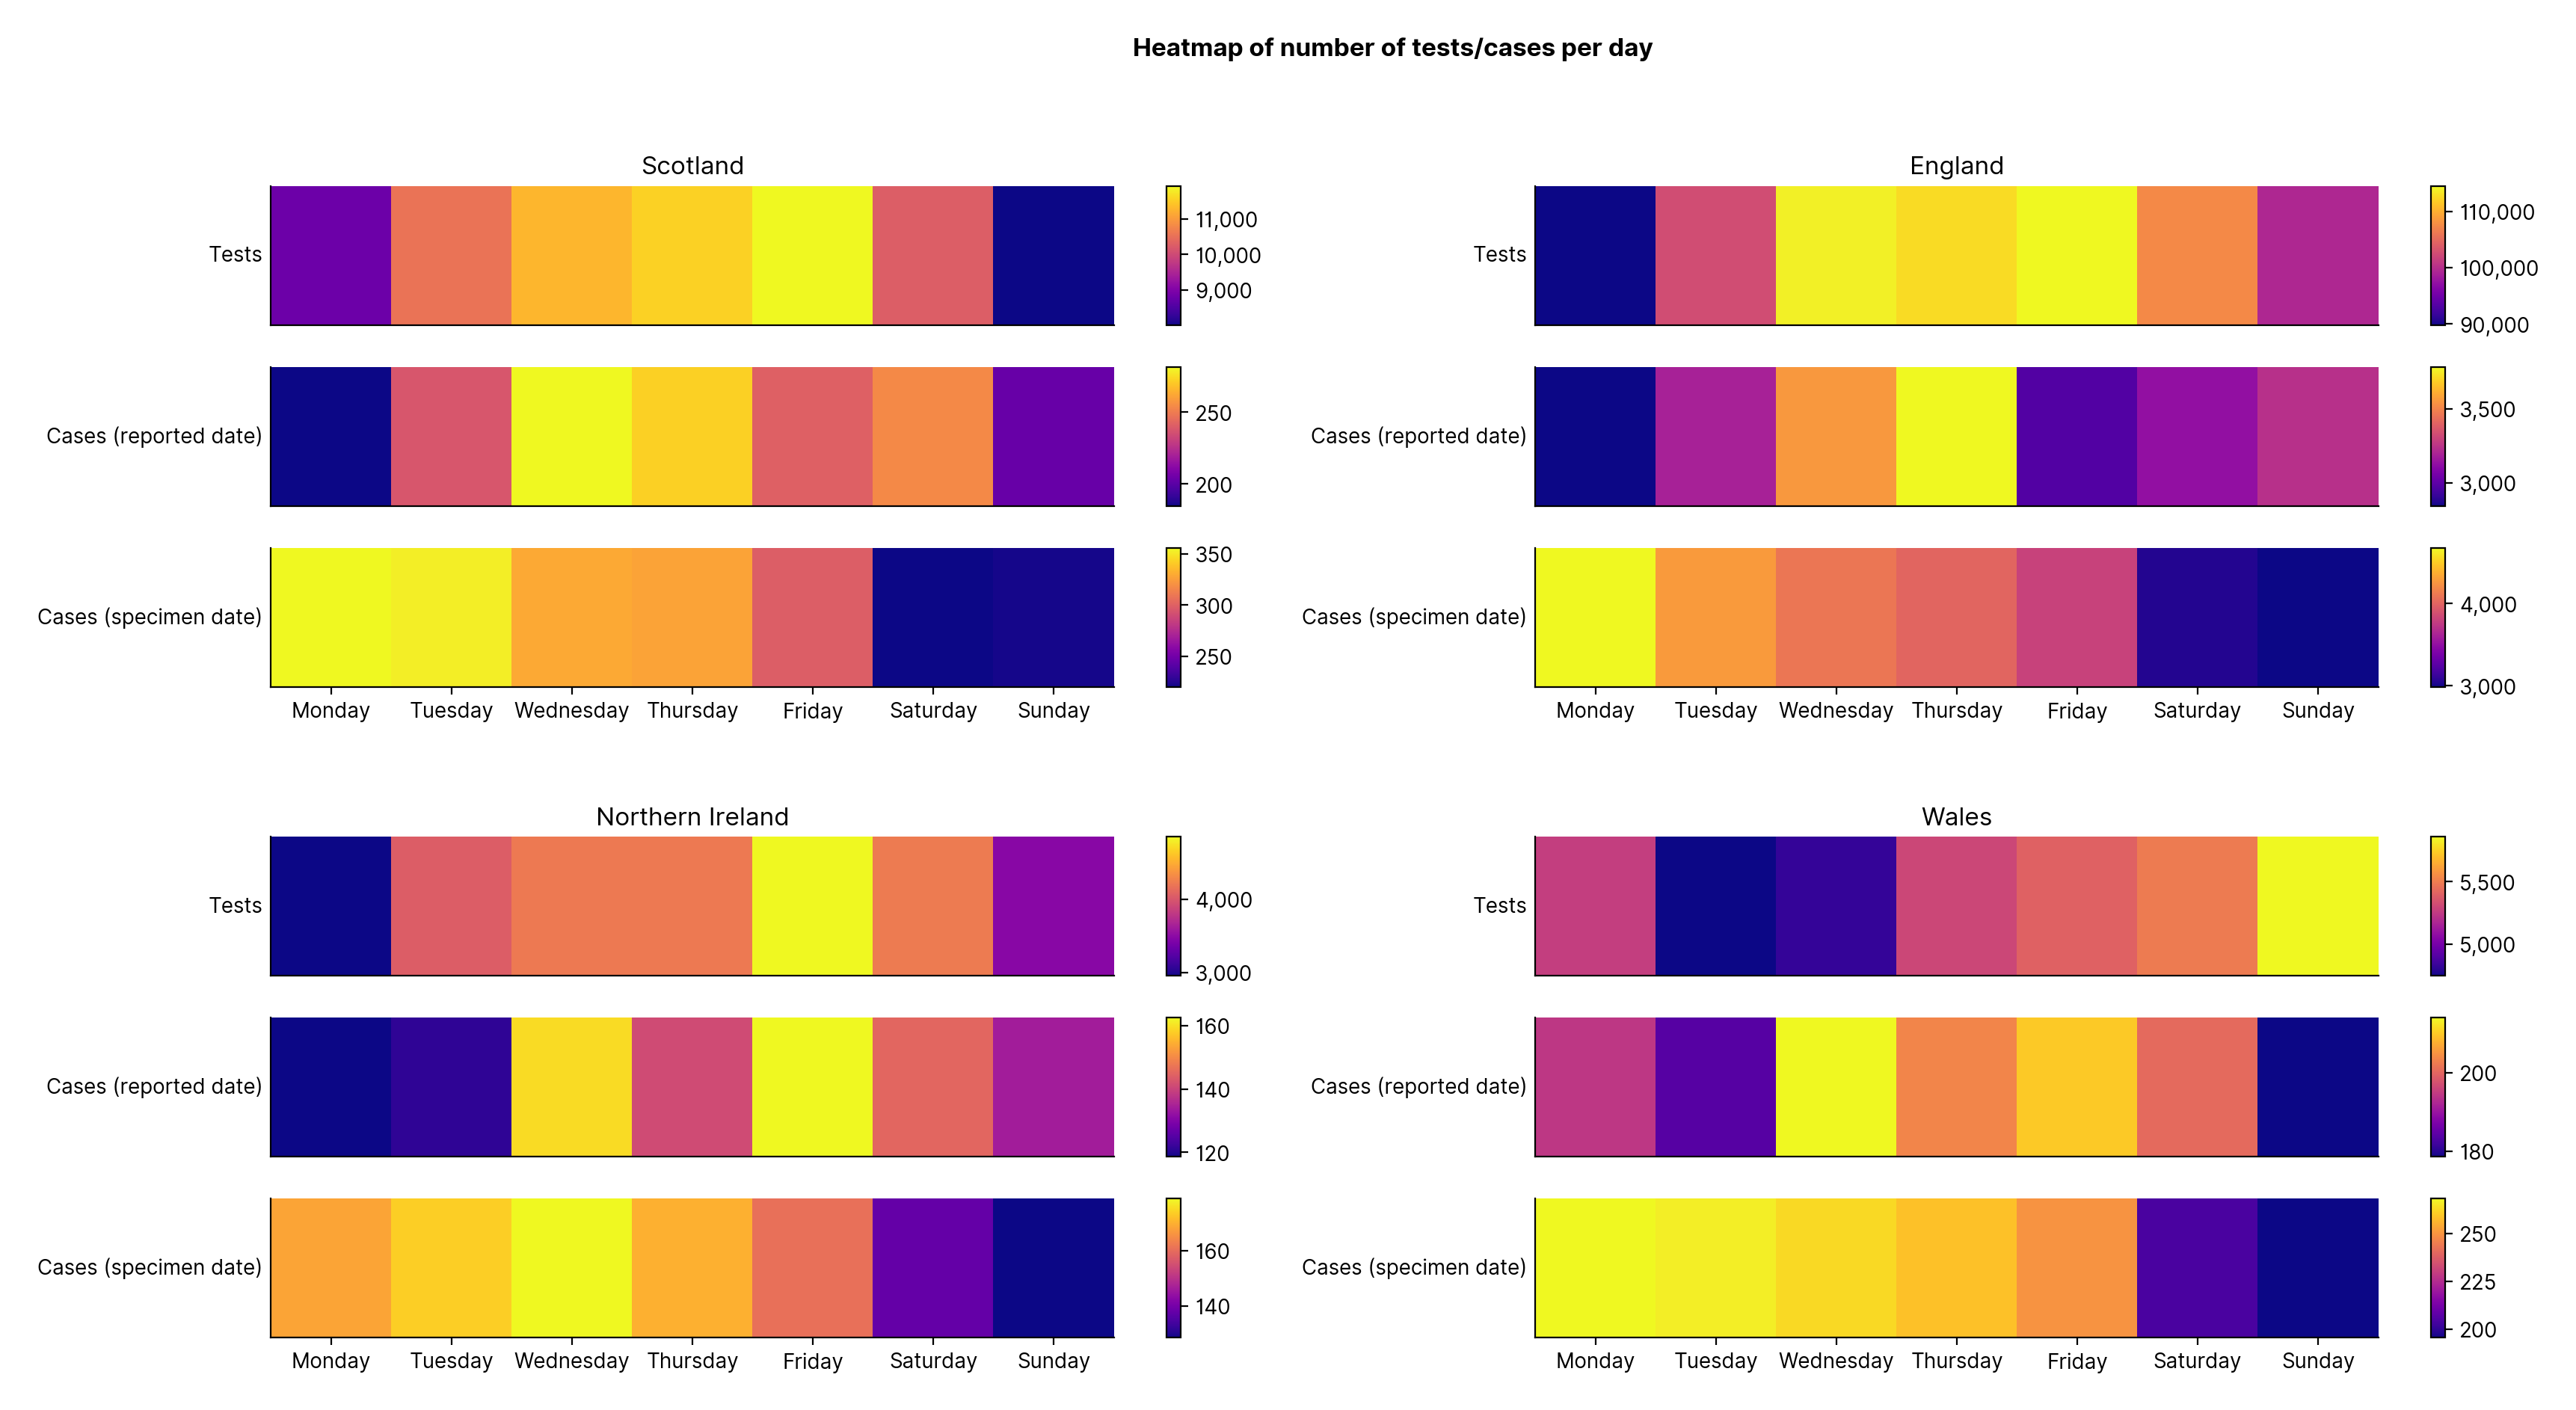 Heatmap of number of tests/cases per day
Scotland
Tests
11,000
10,000
9,000
Cases (reported date)
250
200
Cases (specimen date)
350
300
250
Monday Tuesday Wednesday Thursday Friday Saturday Sunday
England
Tests
110,000
100,000
90,000
Cases (reported date)
3,500
3,000
Cases (specimen date)
4,000
3,000
Monday Tuesday Wednesday Thursday Friday Saturday Sunday
Northern Ireland
Tests
4,000
3,000
Cases (reported date)
160
140
120
Cases (specimen date)
160
140
Monday Tuesday Wednesday Thursday Friday Saturday Sunday
Wales
Tests
5,500
5,000
Cases (reported date)
200
180
Cases (specimen date)
250
225
200
Monday Tuesday Wednesday Thursday Friday Saturday Sunday